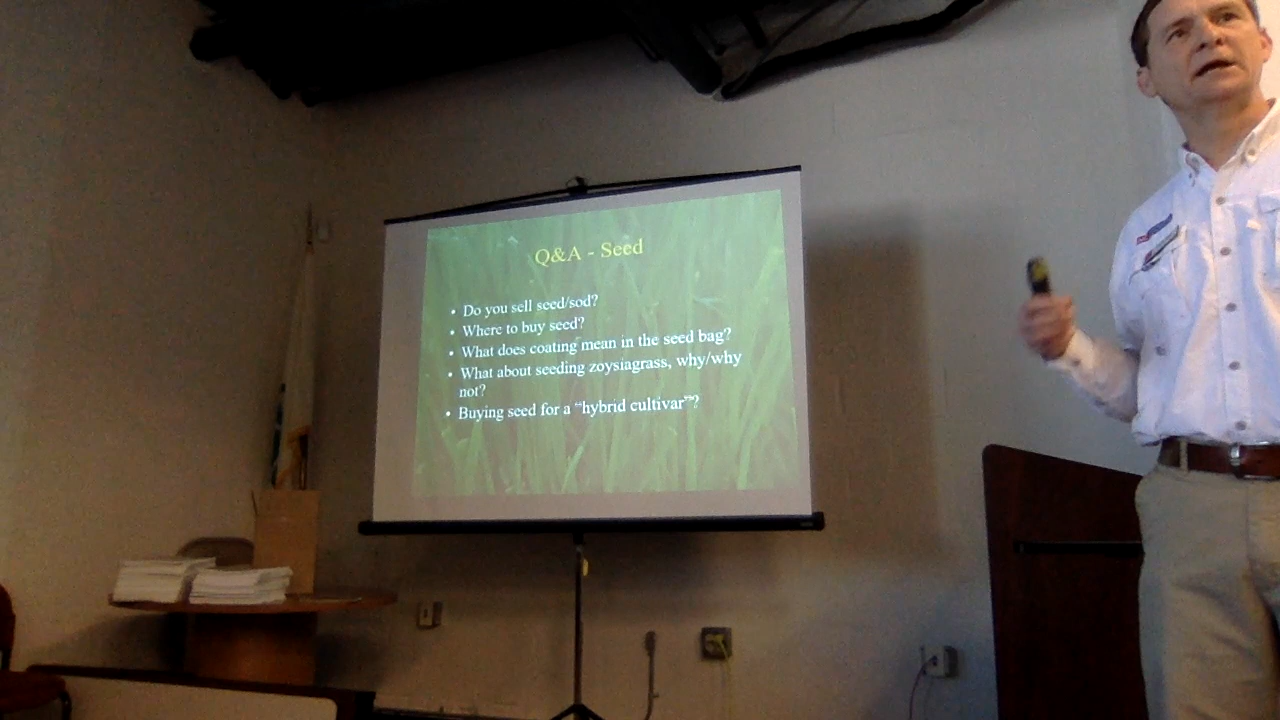 Q&A - Seed
• Do you sell seed/sod?
• Where to buy seed?
• What does coating mean in the seed bag?
• What about seeding zoysiagrass, why/why
not?
• Buying seed for a “hybrid cultivar”?